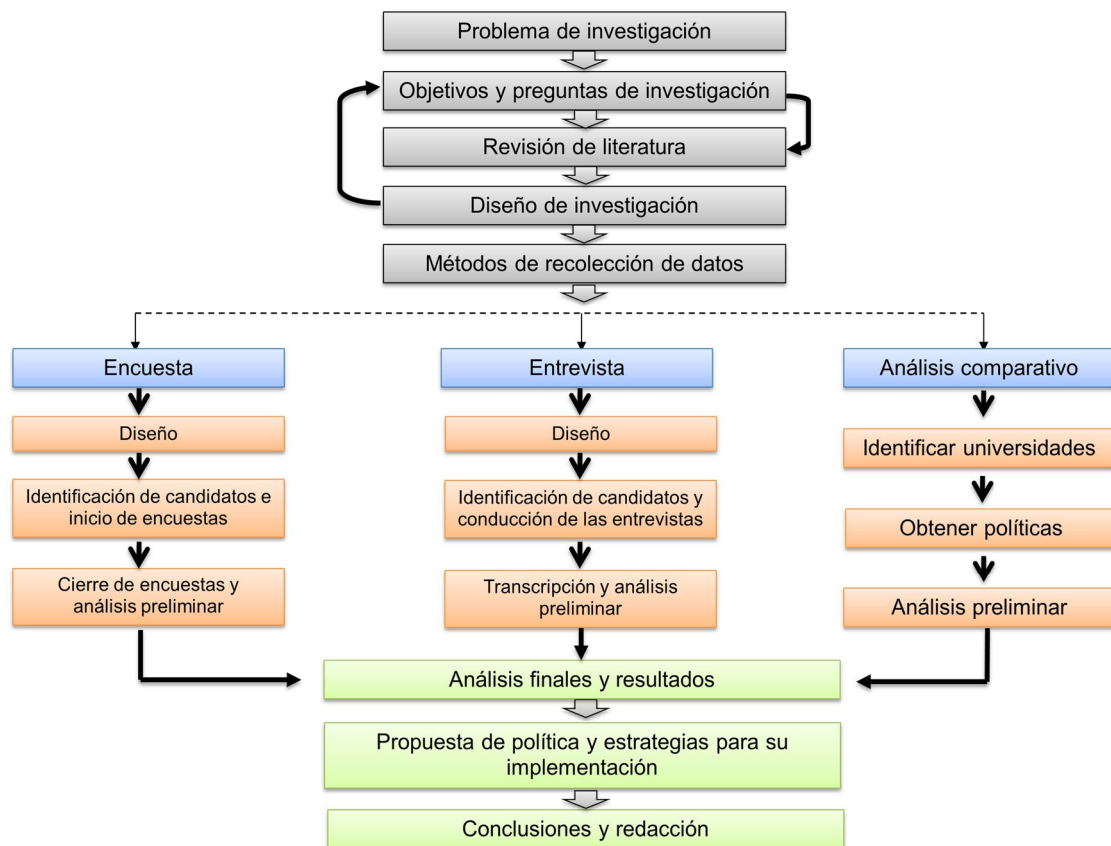 Problema de investigación
Objetivos y preguntas de investigación
Revisión de literatura
Diseño de investigación
Métodos de recolección de datos
Encuesta
Diseño
Identificación de candidatos e
inicio de encuestas
Cierre de encuestas y
análisis preliminar
Entrevista
Diseño
Identificación de candidatos y
conducción de las entrevistas
Transcripción y análisis
preliminar
Análisis comparativo
Identificar universidades
Obtener políticas
Análisis preliminar
Análisis finales y resultados
Propuesta de política y estrategias para su
implementación
Conclusiones y redacción